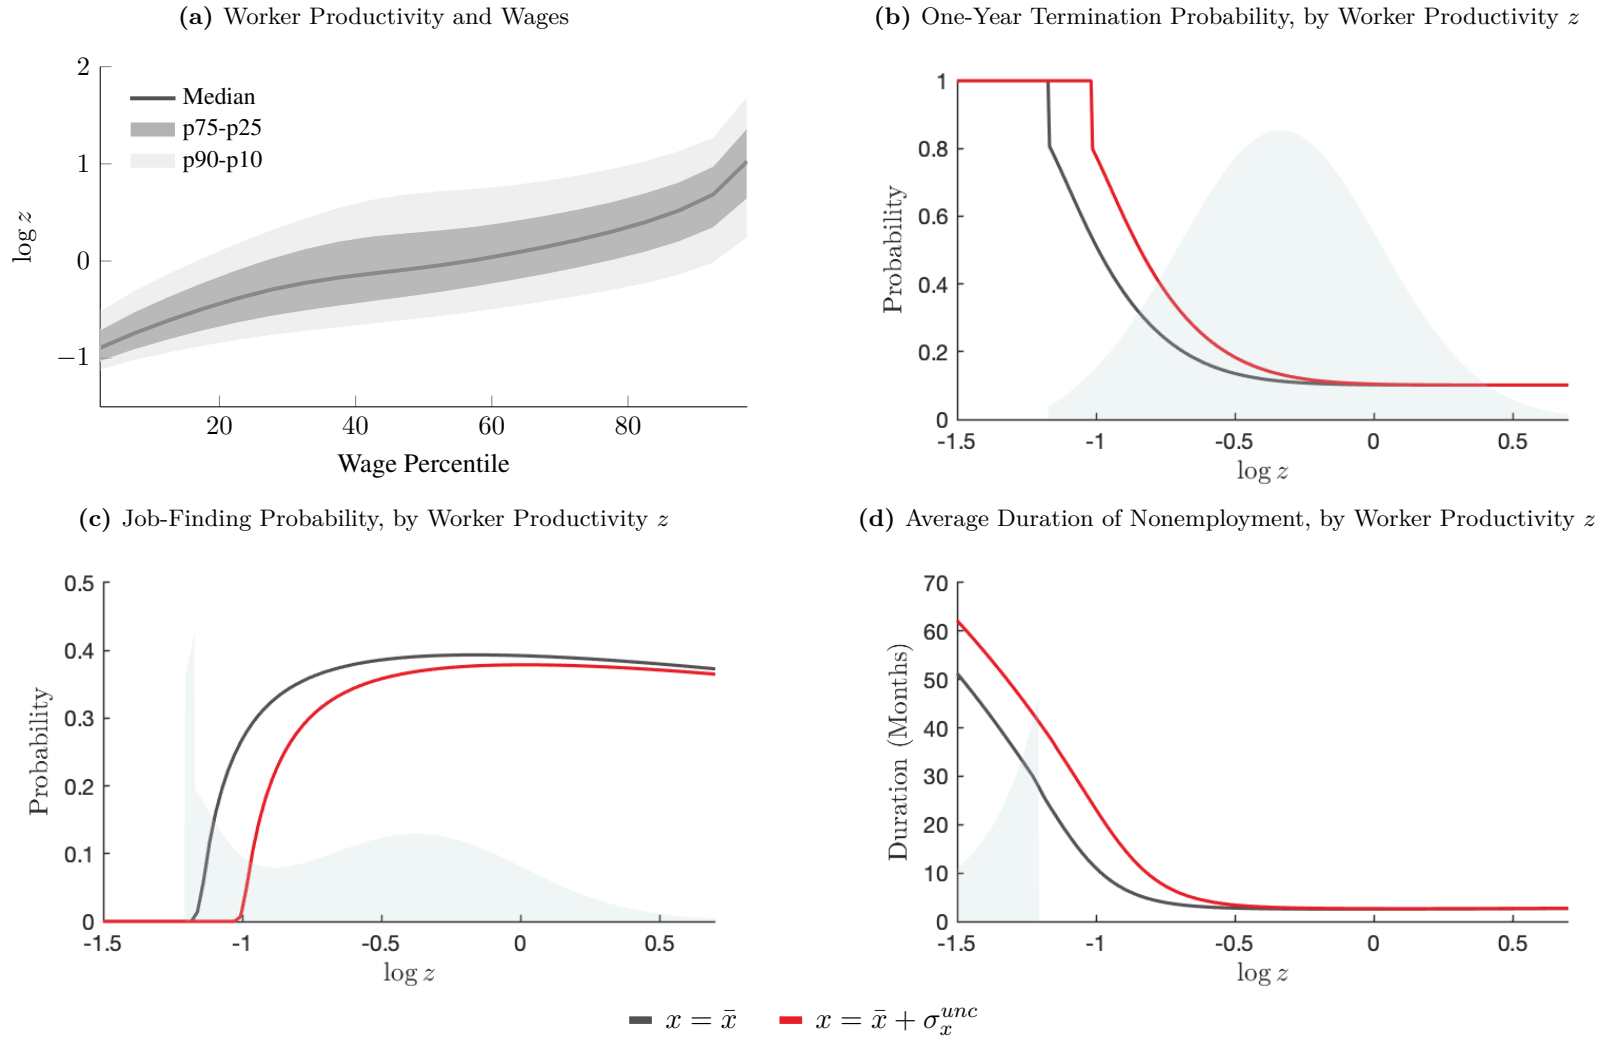 (a) Worker Productivity and Wages
2
1
0
−1
log z
Median
p75-p25
p90-p10
20 40 60 80
Wage Percentile
(b) One-Year Termination Probability, by Worker Productivity z
1
0.8
0.6
0.4
0.2
0
Probability
-1.5 -1 -0.5 0 0.5
log z
(c) Job-Finding Probability, by Worker Productivity z
0.5
0.4
0.3
0.2
0.1
0
Probability
-1.5 -1 -0.5 0 0.5
log z
(d) Average Duration of Nonemployment, by Worker Productivity z
70
60
50
40
30
20
10
0
Duration (Months)
-1.5 -1 -0.5 0 0.5
log z
x = x̄ x = x̄ + σₓᵘⁿᶜ